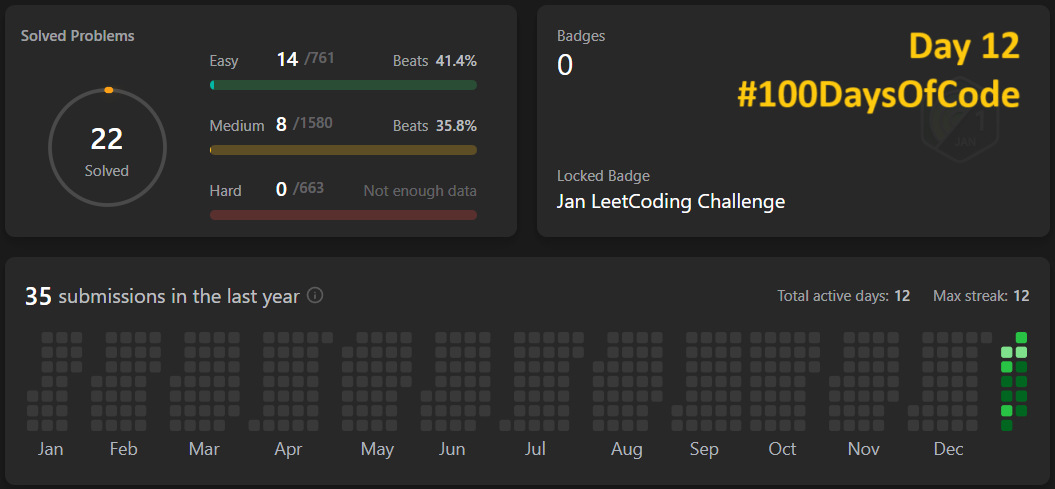 Solved Problems
22
Solved
Easy 14 /761 Beats 41.4%
Medium 8 /1580 Beats 35.8%
Hard 0 /663 Not enough data
Badges
0
Day 12
#100DaysOfCode
1
JAN
Locked Badge
Jan LeetCoding Challenge
35 submissions in the last year
Total active days: 12 Max streak: 12
Jan Feb Mar Apr May Jun Jul Aug Sep Oct Nov Dec